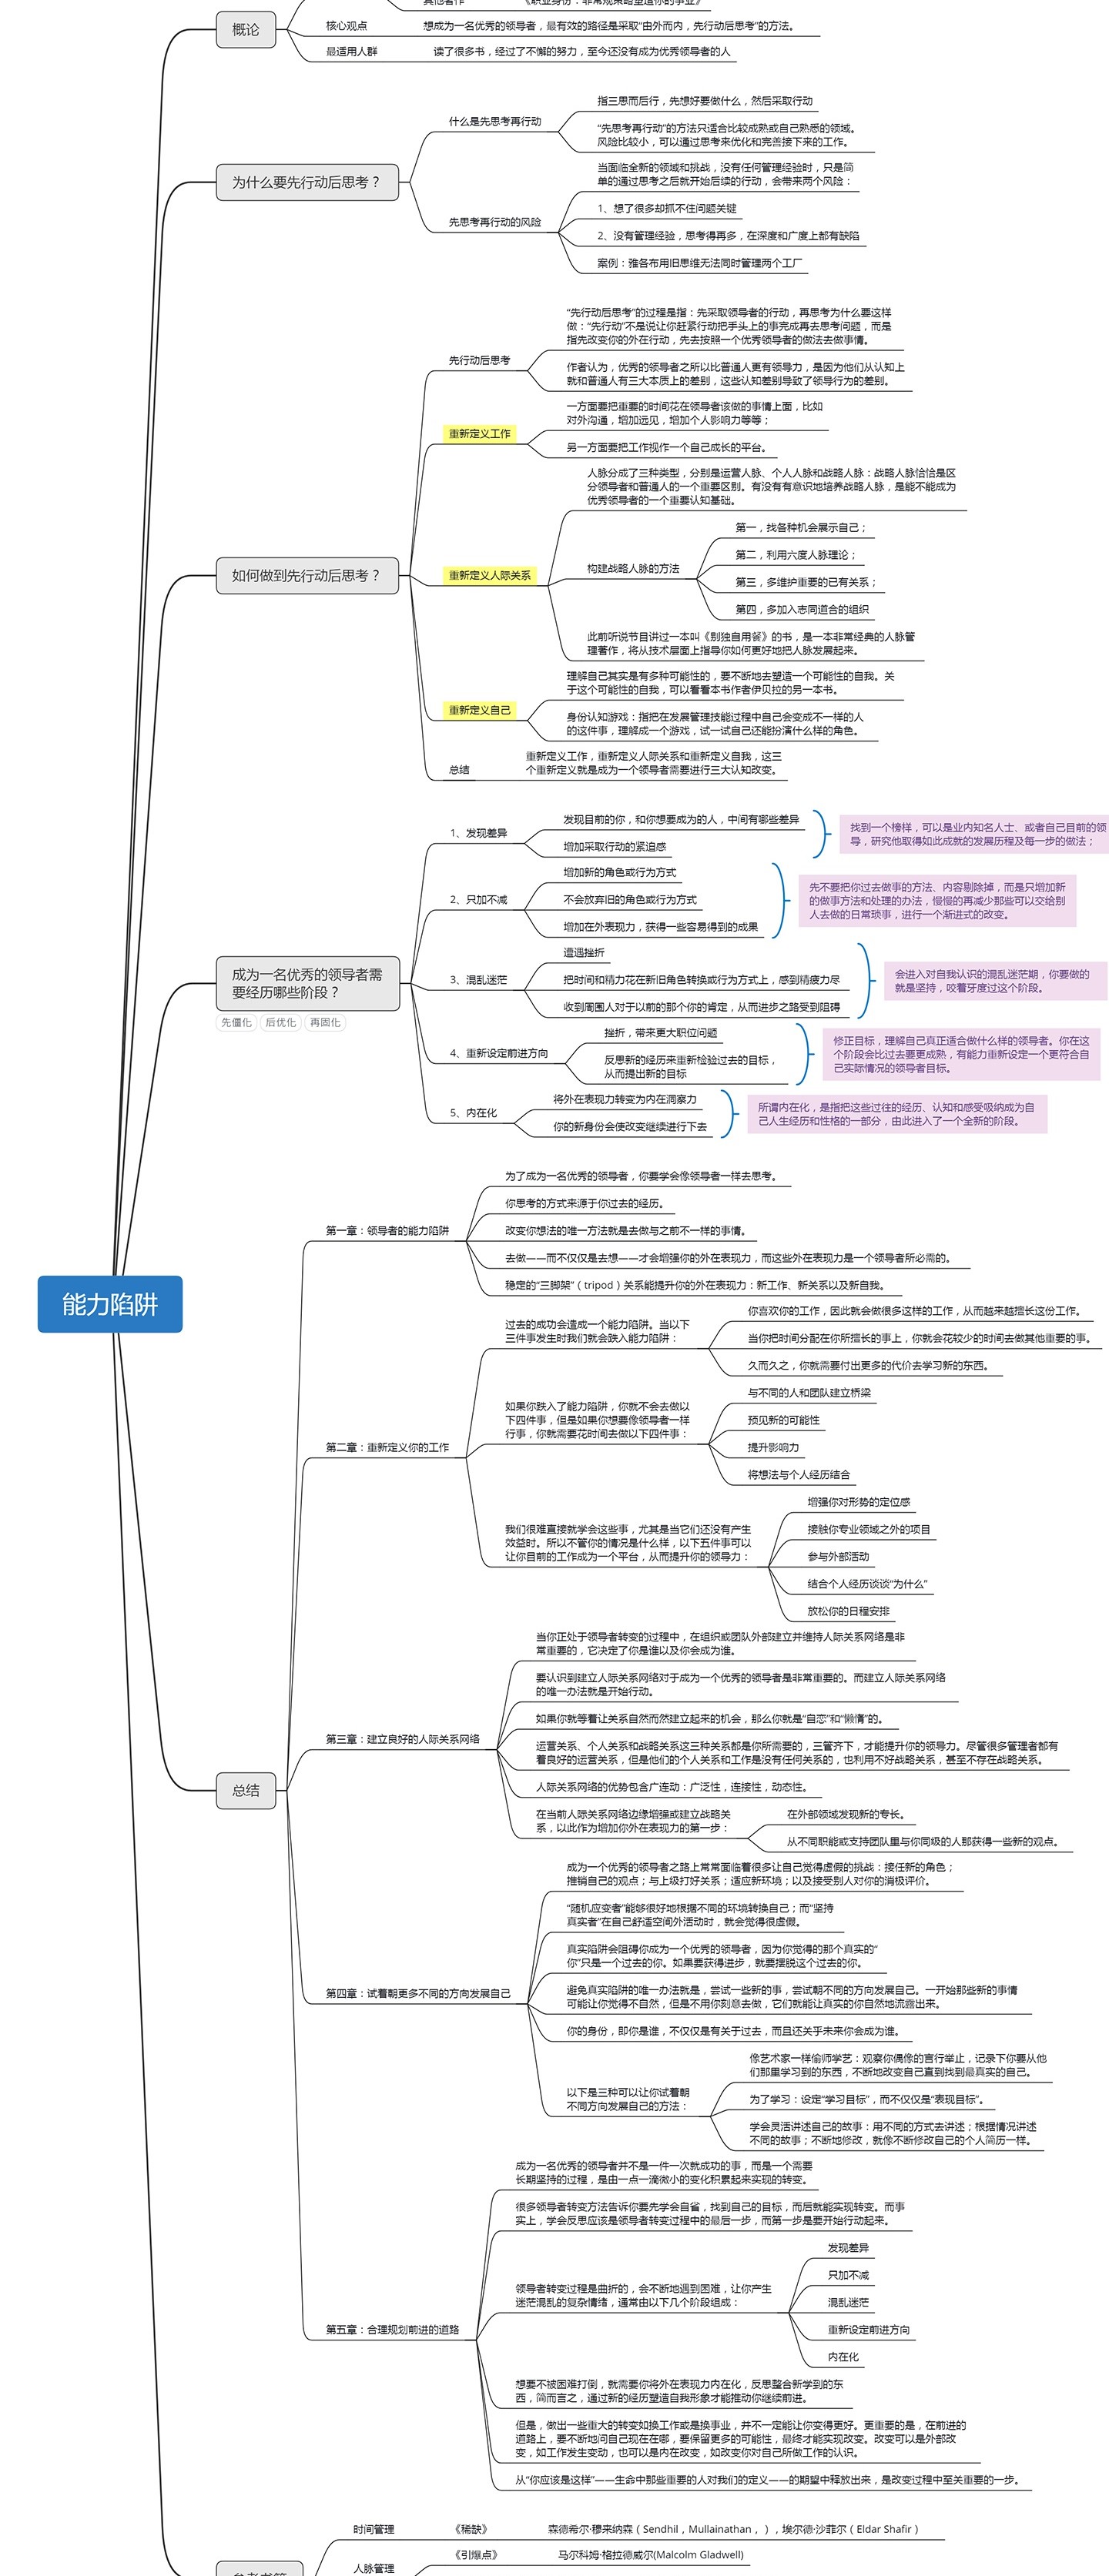 《职业身份：非常规策略塑造你的事业》
概论
核心观点
想成为一名优秀的领导者，最有效的路径是采取“由外而内，先行动后思考”的方法。
最适用人群
读了很多书，经过了不懈的努力，至今还没有成为优秀领导者的人
为什么要先行动后思考？
什么是先思考再行动
指三思而后行，先想好要做什么，然后采取行动
“先思考再行动”的方法只适合比较成熟或自己熟悉的领域。
风险比较小，可以通过思考来优化和完善接下来的工作。
先思考再行动的风险
当面临全新的领域和挑战，没有任何管理经验时，只是简
单的通过思考之后就开始后续的行动，会带来两个风险：
1、想了很多却抓不住问题关键
2、没有管理经验，思考得再多，在深度和广度上都有缺陷
案例：雅各布用旧思维无法同时管理两个工厂
如何做到先行动后思考？
先行动后思考
“先行动后思考”的过程是指：先采取领导者的行动，再思考为什么要这样
做：“先行动”不是说让你赶紧行动把手头上的事完成再去思考问题，而是
指先改变你的外在行动，先去按照一个优秀领导者的做法去做事情。
作者认为，优秀的领导者之所以比普通人更有领导力，是因为他们从认知上
就和普通人有三大本质上的差别，这些认知差别导致了领导行为的差别。
重新定义工作
一方面要把重要的时间花在领导者该做的事情上面，比如
对外沟通，增加远见，增加个人影响力等等；
另一方面要把工作视作一个自己成长的平台。
重新定义人际关系
人脉分成了三种类型，分别是运营人脉、个人人脉和战略人脉：战略人脉恰恰是区
分领导者和普通人的一个重要区别。有没有有意识地培养战略人脉，是能不能成为
优秀领导者的一个重要认知基础。
构建战略人脉的方法
第一，找各种机会展示自己；
第二，利用六度人脉理论；
第三，多维护重要的已有关系；
第四，多加入志同道合的组织
此前听说节目讲过一本叫《别独自用餐》的书，是一本非常经典的人脉管
理著作，将从技术层面上指导你如何更好地把人脉发展起来。
重新定义自己
理解自己其实是有多种可能性的，要不断地去塑造一个可能性的自我。关
于这个可能性的自我，可以看看本书作者伊贝拉的另一本书。
身份认知游戏：指把在发展管理技能过程中自己会变成不一样的人
的这件事，理解成一个游戏，试一试自己还能扮演什么样的角色。
总结
重新定义工作，重新定义人际关系和重新定义自我，这三
个重新定义就是成为一个领导者需要进行三大认知改变。
成为一名优秀的领导者需
要经历哪些阶段？
先僵化 后优化 再固化
1、发现差异
发现目前的你，和你想要成为的人，中间有哪些差异
增加采取行动的紧迫感
找到一个榜样，可以是业内知名人士、或者自己目前的领
导，研究他取得如此成就的发展历程及每一步的做法；
2、只加不减
增加新的角色或行为方式
不会放弃旧的角色或行为方式
增加在外表现力，获得一些容易得到的成果
先不要把你过去做事的方法、内容剔除掉，而是只增加新
的做事方法和处理的办法，慢慢的再减少那些可以交给别
人去做的日常琐事，进行一个渐进式的改变。
3、混乱迷茫
遭遇挫折
把时间和精力花在新旧角色转换或行为方式上，感到精疲力尽
收到周围人对于以前的那个你的肯定，从而进步之路受到阻碍
会进入对自我认识的混乱迷茫期，你要做的
就是坚持，咬着牙度过这个阶段。
4、重新设定前进方向
挫折，带来更大职位问题
反思新的经历来重新检验过去的目标，
从而提出新的目标
修正目标，理解自己真正适合做什么样的领导者。你在这
个阶段会比过去要更成熟，有能力重新设定一个更符合自
己实际情况的领导者目标。
5、内在化
将外在表现力转变为内在洞察力
你的新身份会使改变继续进行下去
所谓内在化，是指把这些过往的经历、认知和感受吸纳成为自
己人生经历和性格的一部分，由此进入了一个全新的阶段。
能力陷阱
总结
第一章：领导者的能力陷阱
为了成为一名优秀的领导者，你要学会像领导者一样去思考。
你思考的方式来源于你过去的经历。
改变你想法的唯一方法就是去做与之前不一样的事情。
去做——而不仅仅是去想——才会增强你的外在表现力，而这些外在表现力是一个领导者所必需的。
稳定的“三脚架”（tripod）关系能提升你的外在表现力：新工作、新关系以及新自我。
第二章：重新定义你的工作
过去的成功会造成一个能力陷阱。当以下
三件事发生时我们就会跌入能力陷阱：
你喜欢你的工作，因此就会做很多这样的工作，从而越来越擅长这份工作。
当你把时间分配在你所擅长的事上，你就会花较少的时间去做其他重要的事。
久而久之，你就需要付出更多的代价去学习新的东西。
如果你跌入了能力陷阱，你就不会去做以
下四件事，但是如果你想要像领导者一样
行事，你就需要花时间去做以下四件事：
与不同的人和团队建立桥梁
预见新的可能性
提升影响力
将想法与个人经历结合
我们很难直接就学会这些事，尤其是当它们还没有产生
效益时。所以不管你的情况是什么样，以下五件事可以
让你目前的工作成为一个平台，从而提升你的领导力：
增强你对形势的定位感
接触你专业领域之外的项目
参与外部活动
结合个人经历谈谈“为什么”
放松你的日程安排
第三章：建立良好的人际关系网络
当你正处于领导者转变的过程中，在组织或团队外部建立并维持人际关系网络是非
常重要的，它决定了你是谁以及你会成为谁。
要认识到建立人际关系网络对于成为一个优秀的领导者是非常重要的。而建立人际关系网络
的唯一办法就是开始行动。
如果你就等着让关系自然而然建立起来的机会，那么你就是“自恋”和“懒惰”的。
运营关系、个人关系和战略关系这三种关系都是你所需要的，三管齐下，才能提升你的领导力。尽管很多管理者都有
着良好的运营关系，但是他们的个人关系和工作是没有任何关系的，也利用不好战略关系，甚至不存在战略关系。
人际关系网络的优势包含广连动：广泛性，连接性，动态性。
在当前人际关系网络边缘增强或建立战略关
系，以此作为增加你外在表现力的第一步：
在外部领域发现新的专长。
从不同职能或支持团队里与你同级的人那获得一些新的观点。
第四章：试着朝更多不同的方向发展自己
成为一个优秀的领导者之路上常常面临着很多让自己觉得虚假的挑战：接任新的角色；
推销自己的观点；与上级打好关系；适应新环境；以及接受别人对你的消极评价。
“随机应变者”能够很好地根据不同的环境转换自己；而“坚持
真实者”在自己舒适空间外活动时，就会觉得很虚假。
真实陷阱会阻碍你成为一个优秀的领导者，因为你觉得的那个真实的“
你”只是一个过去的你。如果要获得进步，就要摆脱这个过去的你。
避免真实陷阱的唯一办法就是，尝试一些新的事，尝试朝不同的方向发展自己。一开始那些新的事情
可能让你觉得不自然，但是不用你刻意去做，它们就能让真实的你自然地流露出来。
你的身份，即你是谁，不仅仅是有关于过去，而且还关乎未来你会成为谁。
以下是三种可以让你试着朝
不同方向发展自己的方法：
像艺术家一样偷师学艺：观察你偶像的言行举止，记录下你要从他
们那里学习到的东西，不断地改变自己直到找到最真实的自己。
为了学习：设定“学习目标”，而不仅仅是“表现目标”。
学会灵活讲述自己的故事：用不同的方式去讲述；根据情况讲述
不同的故事；不断地修改，就像不断修改自己的个人简历一样。
第五章：合理规划前进的道路
成为一名优秀的领导者并不是一件一次就成功的事，而是一个需要
长期坚持的过程，是由一点一滴微小的变化积累起来实现的转变。
很多领导者转变方法告诉你要先学会自省，找到自己的目标，而后就能实现转变。而事
实上，学会反思应该是领导者转变过程中的最后一步，而第一步是要开始行动起来。
领导者转变过程是曲折的，会不断地遇到困难，让你产生
迷茫混乱的复杂情绪，通常由以下几个阶段组成：
发现差异
只加不减
混乱迷茫
重新设定前进方向
内在化
想要不被困难打倒，就需要你将外在表现力内在化，反思整合新学到的东
西，简而言之，通过新的经历塑造自我形象才能推动你继续前进。
但是，做出一些重大的转变如换工作或是换事业，并不一定能让你变得更好。更重要的是，在前进的
道路上，要不断地问自己现在在哪，要保留更多的可能性，最终才能实现改变。改变可以是外部改
变，如工作发生变动，也可以是内在改变，如改变你对自己所做工作的认识。
从“你应该是这样”——生命中那些重要的人对我们的定义——的期望中释放出来，是改变过程中至关重要的一步。
时间管理
《稀缺》
森德希尔·穆来纳森（Sendhil，Mullainathan，），埃尔德·沙菲尔（Eldar Shafir）
人脉管理
《引爆点》
马尔科姆·格拉德威尔(Malcolm Gladwell)